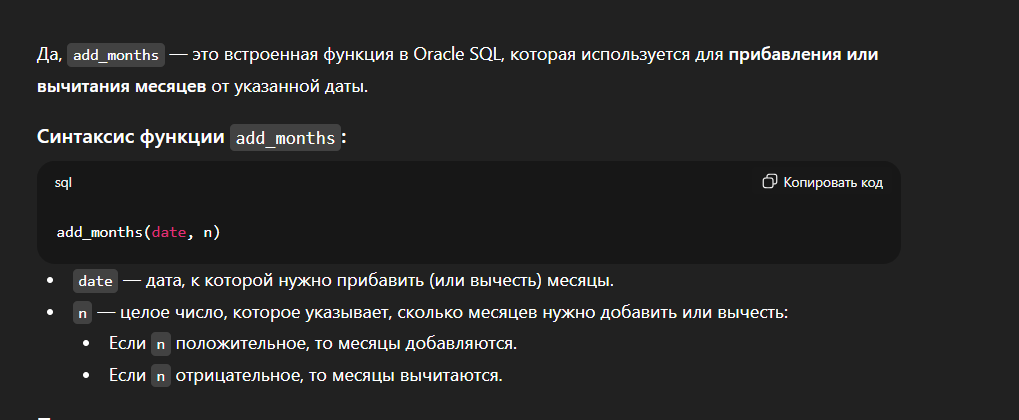 Да, add_months — это встроенная функция в Oracle SQL, которая используется для прибавления или
вычитания месяцев от указанной даты.
Синтаксис функции add_months:
sql
Копировать код
add_months(date, n)
• date — дата, к которой нужно прибавить (или вычесть) месяцы.
• n — целое число, которое указывает, сколько месяцев нужно добавить или вычесть:
• Если n положительное, то месяцы добавляются.
• Если n отрицательное, то месяцы вычитаются.